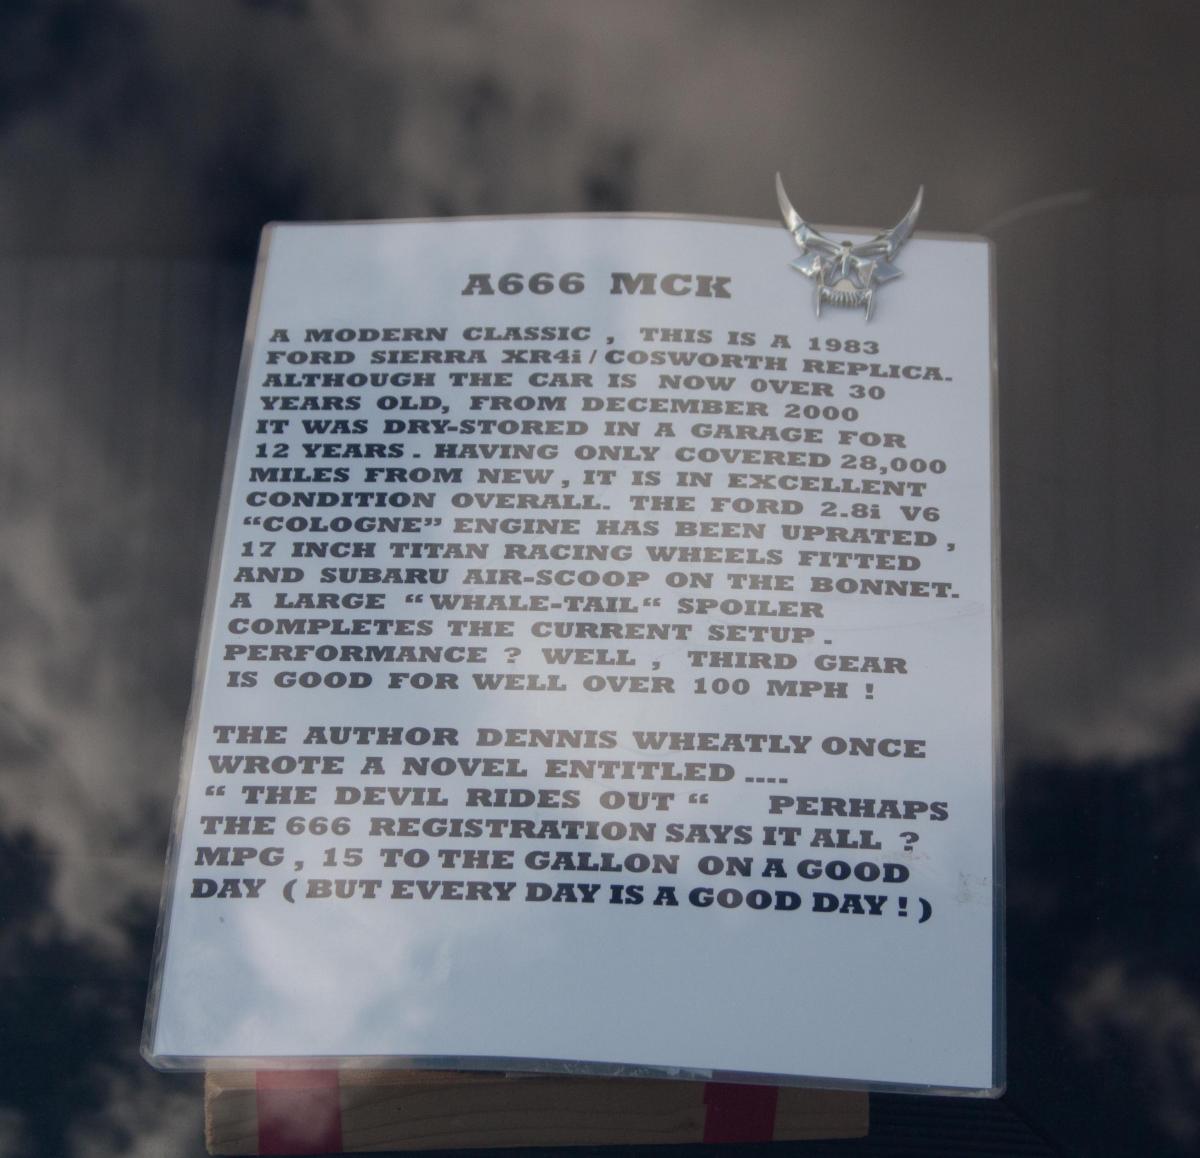 A666 MCK
A MODERN CLASSIC , THIS IS A 1983
FORD SIERRA XR4i / COSWORTH REPLICA.
ALTHOUGH THE CAR IS NOW OVER 30
YEARS OLD, FROM DECEMBER 2000
IT WAS DRY-STORED IN A GARAGE FOR
12 YEARS . HAVING ONLY COVERED 28,000
MILES FROM NEW , IT IS IN EXCELLENT
CONDITION OVERALL. THE FORD 2.8i V6
“COLOGNE” ENGINE HAS BEEN UPRATED ,
17 INCH TITAN RACING WHEELS FITTED
AND SUBARU AIR-SCOOP ON THE BONNET.
A LARGE “WHALE-TAIL“ SPOILER
COMPLETES THE CURRENT SETUP .
PERFORMANCE ? WELL , THIRD GEAR
IS GOOD FOR WELL OVER 100 MPH !
THE AUTHOR DENNIS WHEATLY ONCE
WROTE A NOVEL ENTITLED ....
“ THE DEVIL RIDES OUT “ PERHAPS
THE 666 REGISTRATION SAYS IT ALL ?
MPG , 15 TO THE GALLON ON A GOOD
DAY ( BUT EVERY DAY IS A GOOD DAY ! )